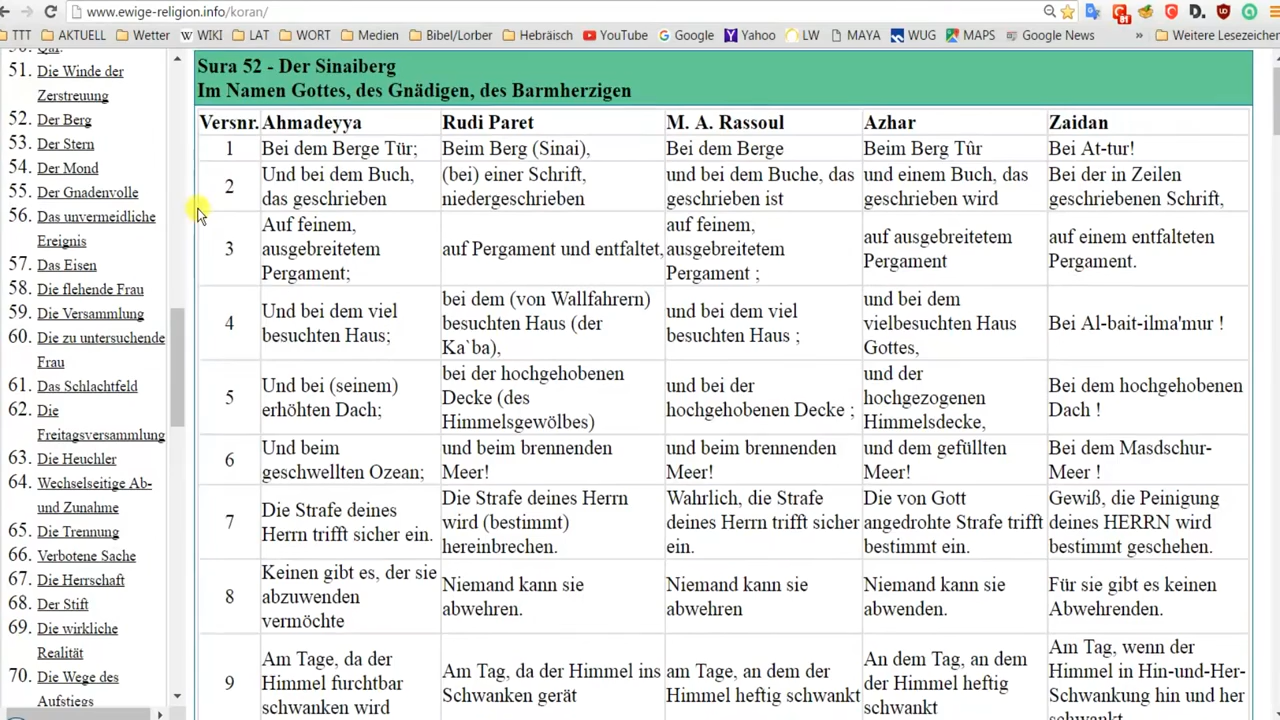 www.ewige-religion.info/koran/
TTT AKTUELL Wetter WIKI LAT WORT Medien Bibel/Lorber Hebräisch YouTube Google Yahoo LW MAYA WUG MAPS Google News » Weitere Lesezeichen
51. Die Winde der
Zerstreuung
52. Der Berg
53. Der Stern
54. Der Mond
55. Der Gnadenvolle
56. Das unvermeidliche
Ereignis
57. Das Eisen
58. Die flehende Frau
59. Die Versammlung
60. Die zu untersuchende
Frau
61. Das Schlachtfeld
62. Die
Freitagsversammlung
63. Die Heuchler
64. Wechselseitige Ab-
und Zunahme
65. Die Trennung
66. Verbotene Sache
67. Die Herrschaft
68. Der Stift
69. Die wirkliche
Realität
70. Die Wege des
Aufstiegs
Sura 52 - Der Sinaiberg
Im Namen Gottes, des Gnädigen, des Barmherzigen
Versnr. Ahmadeyya Rudi Paret M. A. Rassoul Azhar Zaidan
1 Bei dem Berge Tür; Beim Berg (Sinai), Bei dem Berge Beim Berg Tûr Bei At-tur!
2
Und bei dem Buch,
das geschrieben
(bei) einer Schrift,
niedergeschrieben
und bei dem Buche, das
geschrieben ist
und einem Buch, das
geschrieben wird
Bei der in Zeilen
geschriebenen Schrift,
3
Auf feinem,
ausgebreitetem
Pergament;
auf Pergament und entfaltet,
auf feinem,
ausgebreitetem
Pergament ;
auf ausgebreitetem
Pergament
auf einem entfalteten
Pergament.
4
Und bei dem viel
besuchten Haus;
bei dem (von Wallfahrern)
besuchten Haus (der
Ka`ba),
und bei dem viel
besuchten Haus ;
und bei dem
vielbesuchten Haus
Gottes,
Bei Al-bait-ilma'mur !
5
Und bei (seinem)
erhöhten Dach;
bei der hochgehobenen
Decke (des
Himmelsgewölbes)
und bei der
hochgehobenen Decke ;
und der
hochgezogenen
Himmelsdecke,
Bei dem hochgehobenen
Dach !
6
Und beim
geschwellten Ozean;
und beim brennenden
Meer!
und beim brennenden
Meer!
und dem gefüllten
Meer!
Bei dem Masdschur-
Meer !
7
Die Strafe deines
Herrn trifft sicher ein.
Die Strafe deines Herrn
wird (bestimmt)
hereinbrechen.
Wahrlich, die Strafe
deines Herrn trifft sicher
ein.
Die von Gott
angedrohte Strafe trifft
bestimmt ein.
Gewiß, die Peinigung
deines HERRN wird
bestimmt geschehen.
8
Keinen gibt es, der sie
abzuwenden
vermöchte
Niemand kann sie
abwehren.
Niemand kann sie
abwehren
Niemand kann sie
abwenden.
Für sie gibt es keinen
Abwehrenden.
9
Am Tage, da der
Himmel furchtbar
schwanken wird
Am Tag, da der Himmel ins
Schwanken gerät
am Tage, an dem der
Himmel heftig schwankt
An dem Tag, an dem
der Himmel heftig
schwankt
Am Tag, wenn der
Himmel in Hin-und-Her-
Schwankung hin und her
schwankt